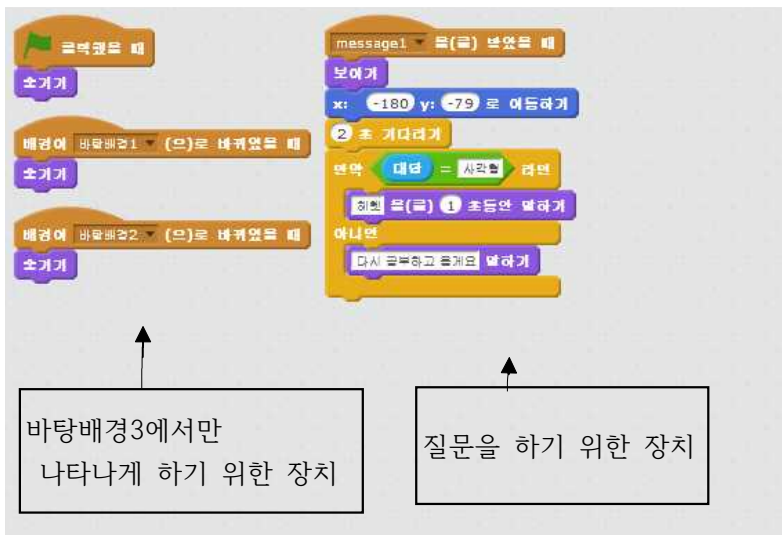 클릭했을 때
숨기기
배경이 바탕배경1 (으)로 바뀌었을 때
숨기기
배경이 바탕배경2 (으)로 바뀌었을 때
숨기기
message1 을(를) 받았을 때
보이기
x: -180 y: -79 로 이동하기
2 초 기다리기
만약 대답 = 사각형 라면
히헷 을(를) 1 초동안 말하기
아니면
다시 공부하고 올게요 말하기
바탕배경3에서만
나타나게 하기 위한 장치
질문을 하기 위한 장치